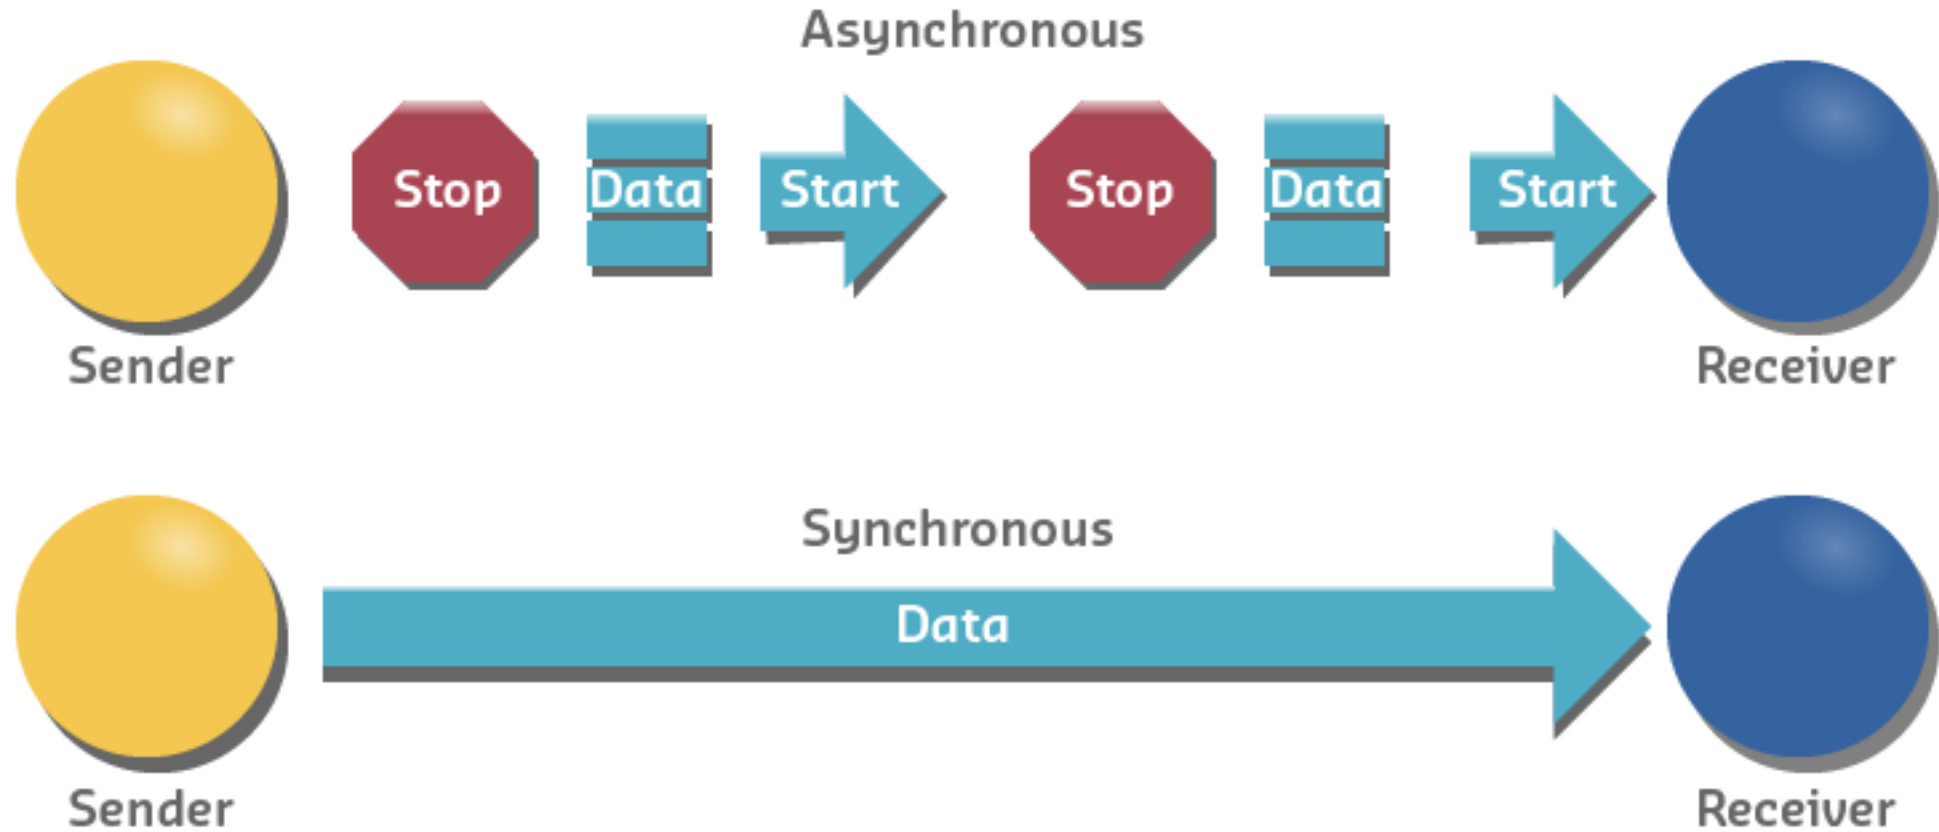 Asynchronous
Stop Data Start Stop Data Start
Sender Receiver
Synchronous
Data
Sender Receiver